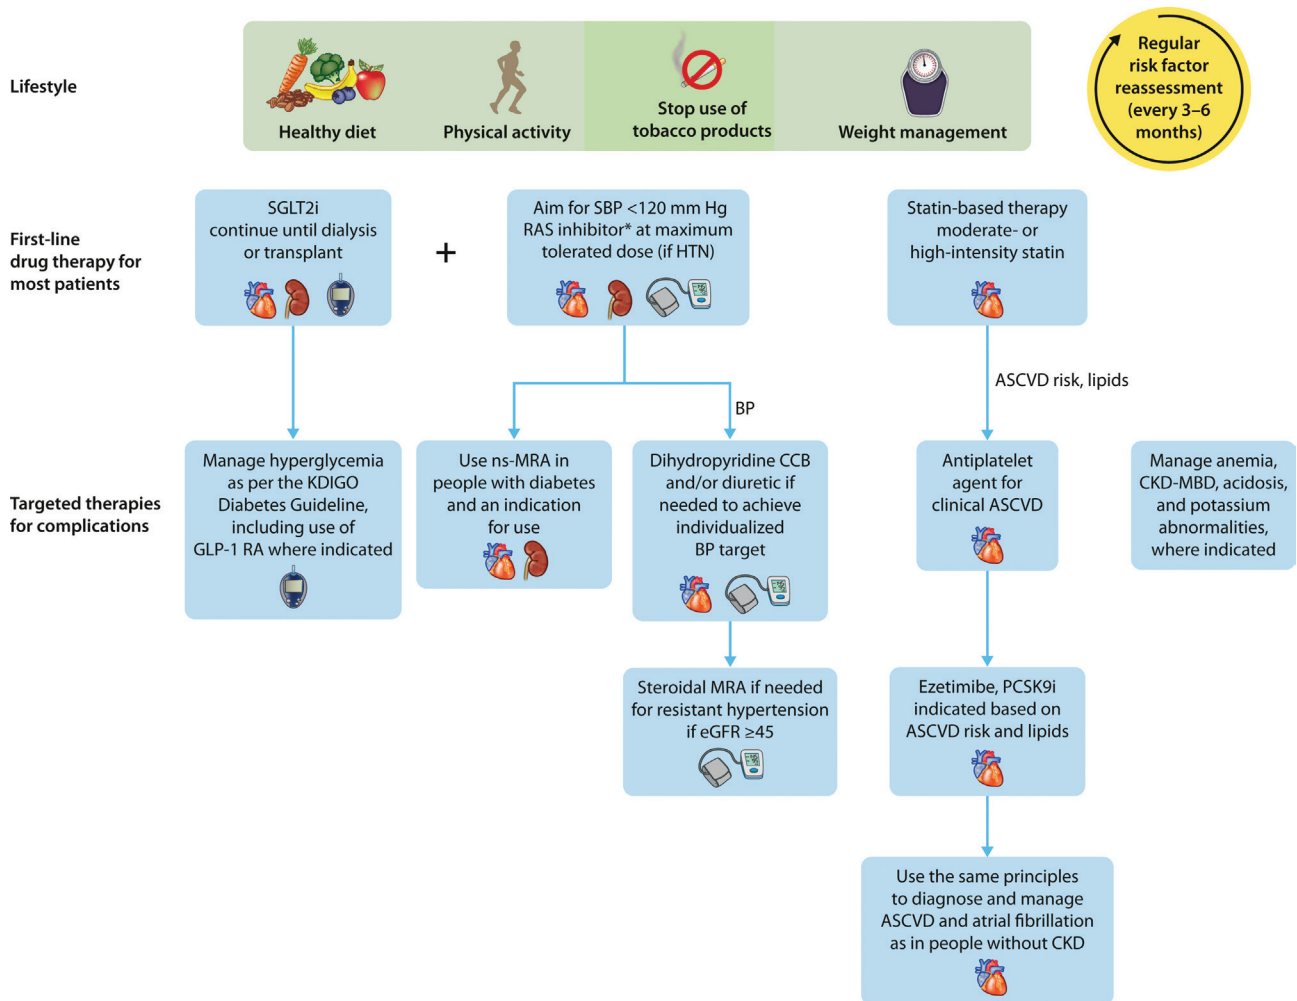 Lifestyle
Healthy diet
Physical activity
Stop use of
tobacco products
Weight management
Regular
risk factor
reassessment
(every 3–6
months)
First-line
drug therapy for
most patients
SGLT2i
continue until dialysis
or transplant
+
Aim for SBP <120 mm Hg
RAS inhibitor* at maximum
tolerated dose (if HTN)
Statin-based therapy
moderate- or
high-intensity statin
ASCVD risk, lipids
BP
Targeted therapies
for complications
Manage hyperglycemia
as per the KDIGO
Diabetes Guideline,
including use of
GLP-1 RA where indicated
Use ns-MRA in
people with diabetes
and an indication
for use
Dihydropyridine CCB
and/or diuretic if
needed to achieve
individualized
BP target
Antiplatelet
agent for
clinical ASCVD
Manage anemia,
CKD-MBD, acidosis,
and potassium
abnormalities,
where indicated
Steroidal MRA if needed
for resistant hypertension
if eGFR ≥45
Ezetimibe, PCSK9i
indicated based on
ASCVD risk and lipids
Use the same principles
to diagnose and manage
ASCVD and atrial fibrillation
as in people without CKD